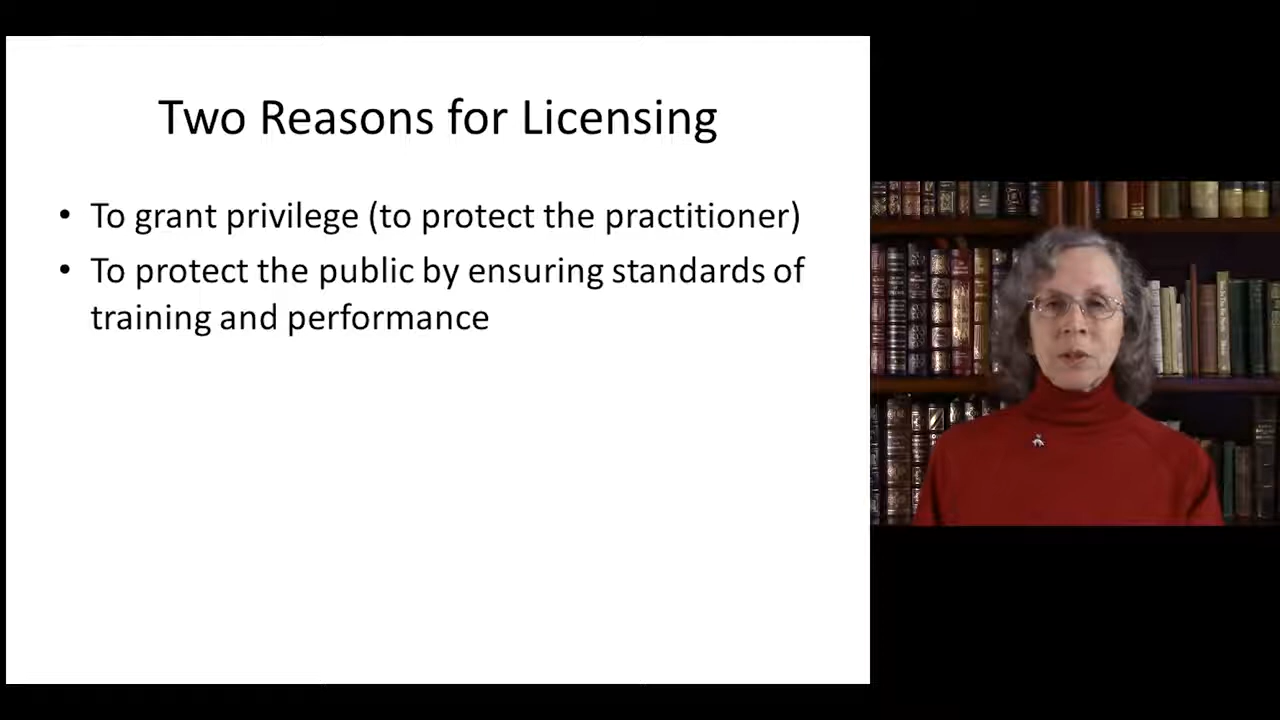 Two Reasons for Licensing
• To grant privilege (to protect the practitioner)
• To protect the public by ensuring standards of
training and performance